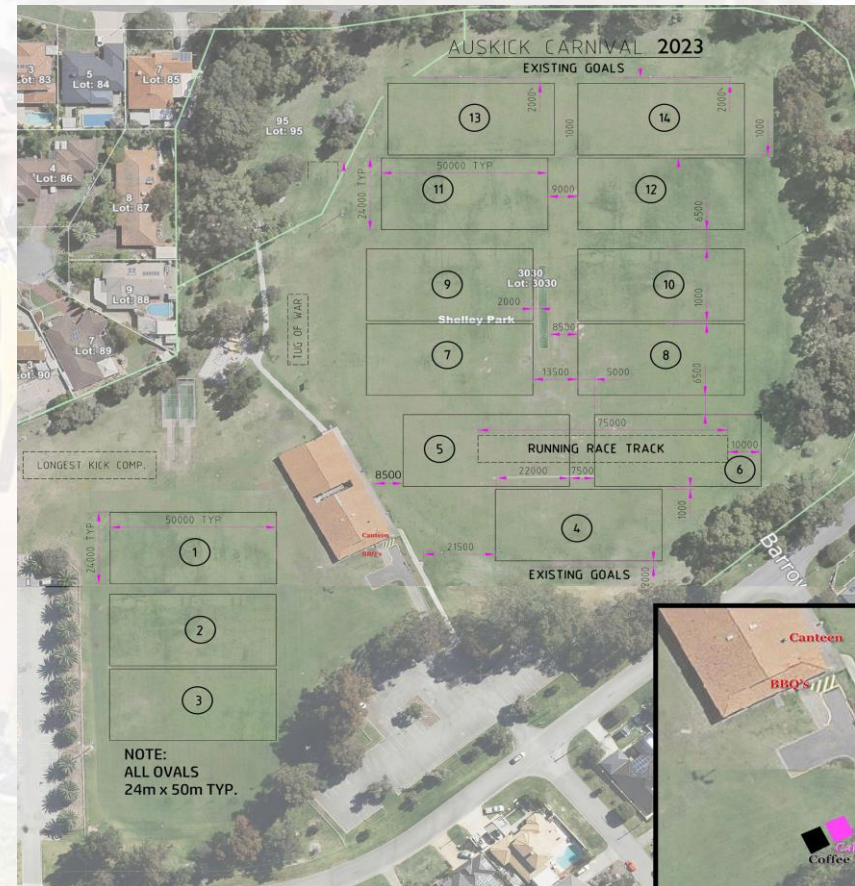 AUSKICK CARNIVAL 2023
EXISTING GOALS
3
Lot: 83
5
Lot: 84
7
Lot: 85
95
Lot: 95
4
Lot: 86
8
Lot: 87
9
Lot: 88
7
Lot: 89
Lot: 90
13
2000
1000
14
2000
1000
24000 TYP.
50000 TYP.
11
9000
12
6500
9
3030
Lot: 3030
10
2000
1000
Shelley Park
TUG OF WAR
7
8500
8
13500
5000
6500
75000
5
RUNNING RACE TRACK
10000
6
LONGEST KICK COMP.
8500
22000
7500
1000
4
21500
EXISTING GOALS
2000
Canteen
BBQ's
24000 TYP.
50000 TYP.
1
2
3
NOTE:
ALL OVALS
24m x 50m TYP.
Barrow
Canteen
BBQ's
Coffee